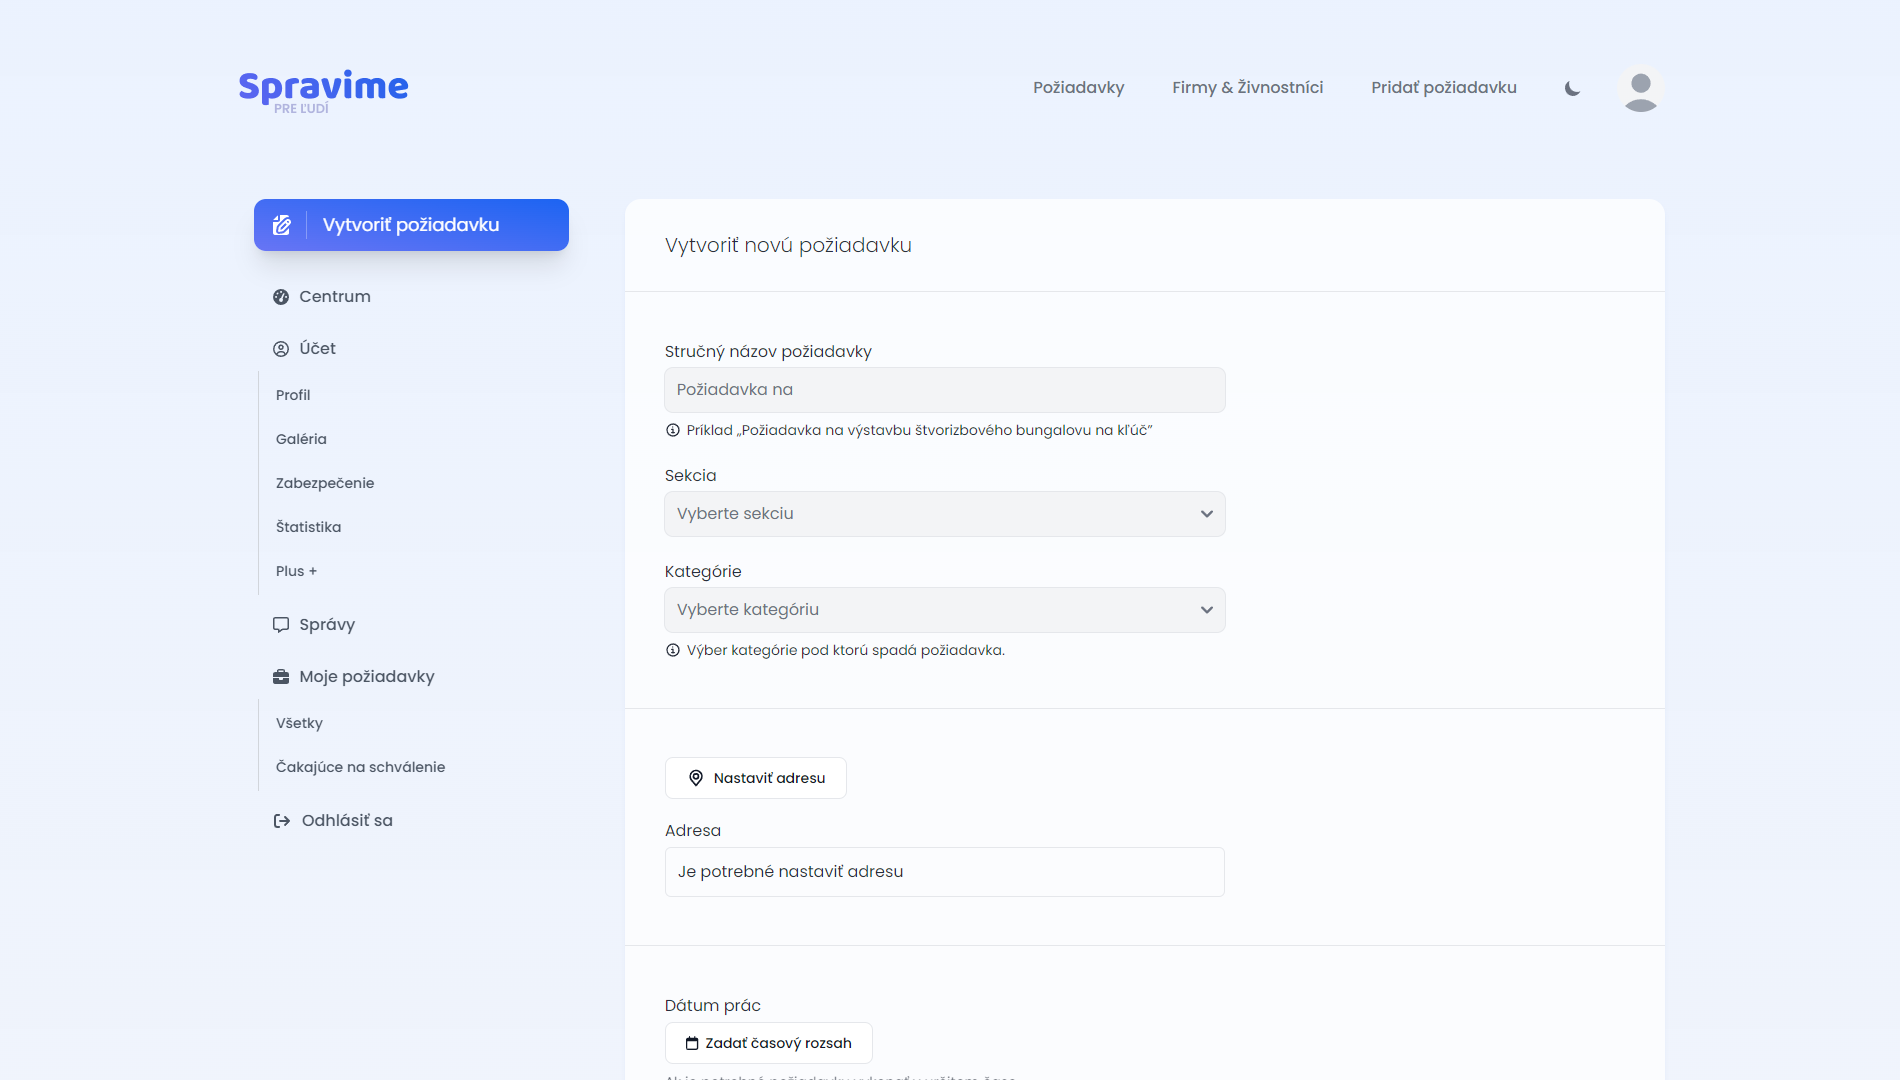 Spravime
PRE ĽUDÍ
Požiadavky
Firmy & Živnostníci
Pridať požiadavku
Vytvoriť požiadavku
Centrum
Účet
Profil
Galéria
Zabezpečenie
Štatistika
Plus +
Správy
Moje požiadavky
Všetky
Čakajúce na schválenie
Odhlásiť sa
Vytvoriť novú požiadavku
Stručný názov požiadavky
Požiadavka na
Príklad „Požiadavka na výstavbu štvorizbového bungalovu na kľúč”
Sekcia
Vyberte sekciu
Kategórie
Vyberte kategóriu
Výber kategórie pod ktorú spadá požiadavka.
Nastaviť adresu
Adresa
Je potrebné nastaviť adresu
Dátum prác
Zadať časový rozsah